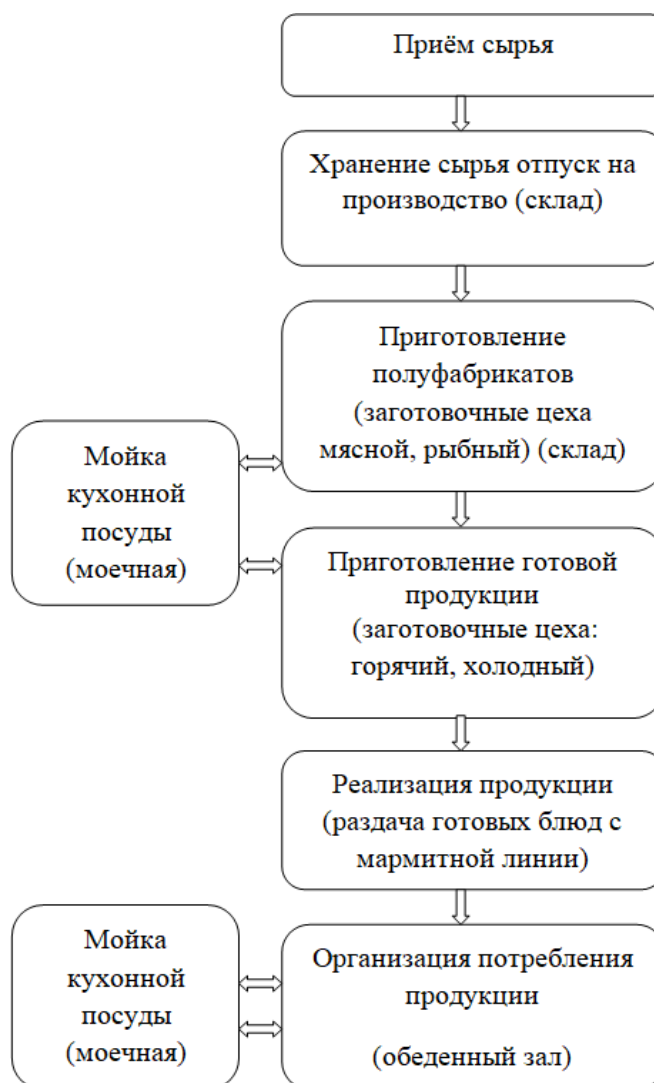 Приём сырья
Хранение сырья отпуск на
производство (склад)
Приготовление
полуфабрикатов
(заготовочные цеха
мясной, рыбный) (склад)
Мойка
кухонной
посуды
(моечная)
Приготовление готовой
продукции
(заготовочные цеха:
горячий, холодный)
Реализация продукции
(раздача готовых блюд с
мармитной линии)
Мойка
кухонной
посуды
(моечная)
Организация потребления
продукции
(обеденный зал)